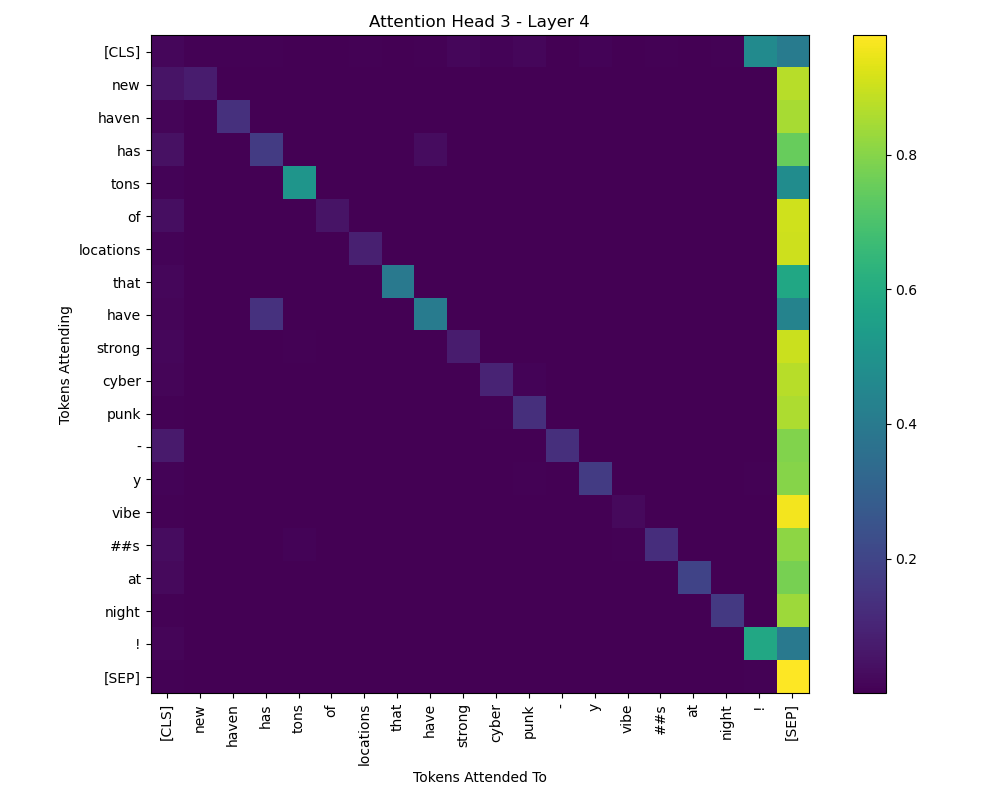 Attention Head 3 - Layer 4
[CLS]
new
haven
has
tons
of
locations
that
have
strong
cyber
punk
-
y
vibe
##s
at
night
!
[SEP]
Tokens Attending
[CLS]
new
haven
has
tons
of
locations
that
have
strong
cyber
punk
-
y
vibe
##s
at
night
!
[SEP]
Tokens Attended To
0.8
0.6
0.4
0.2